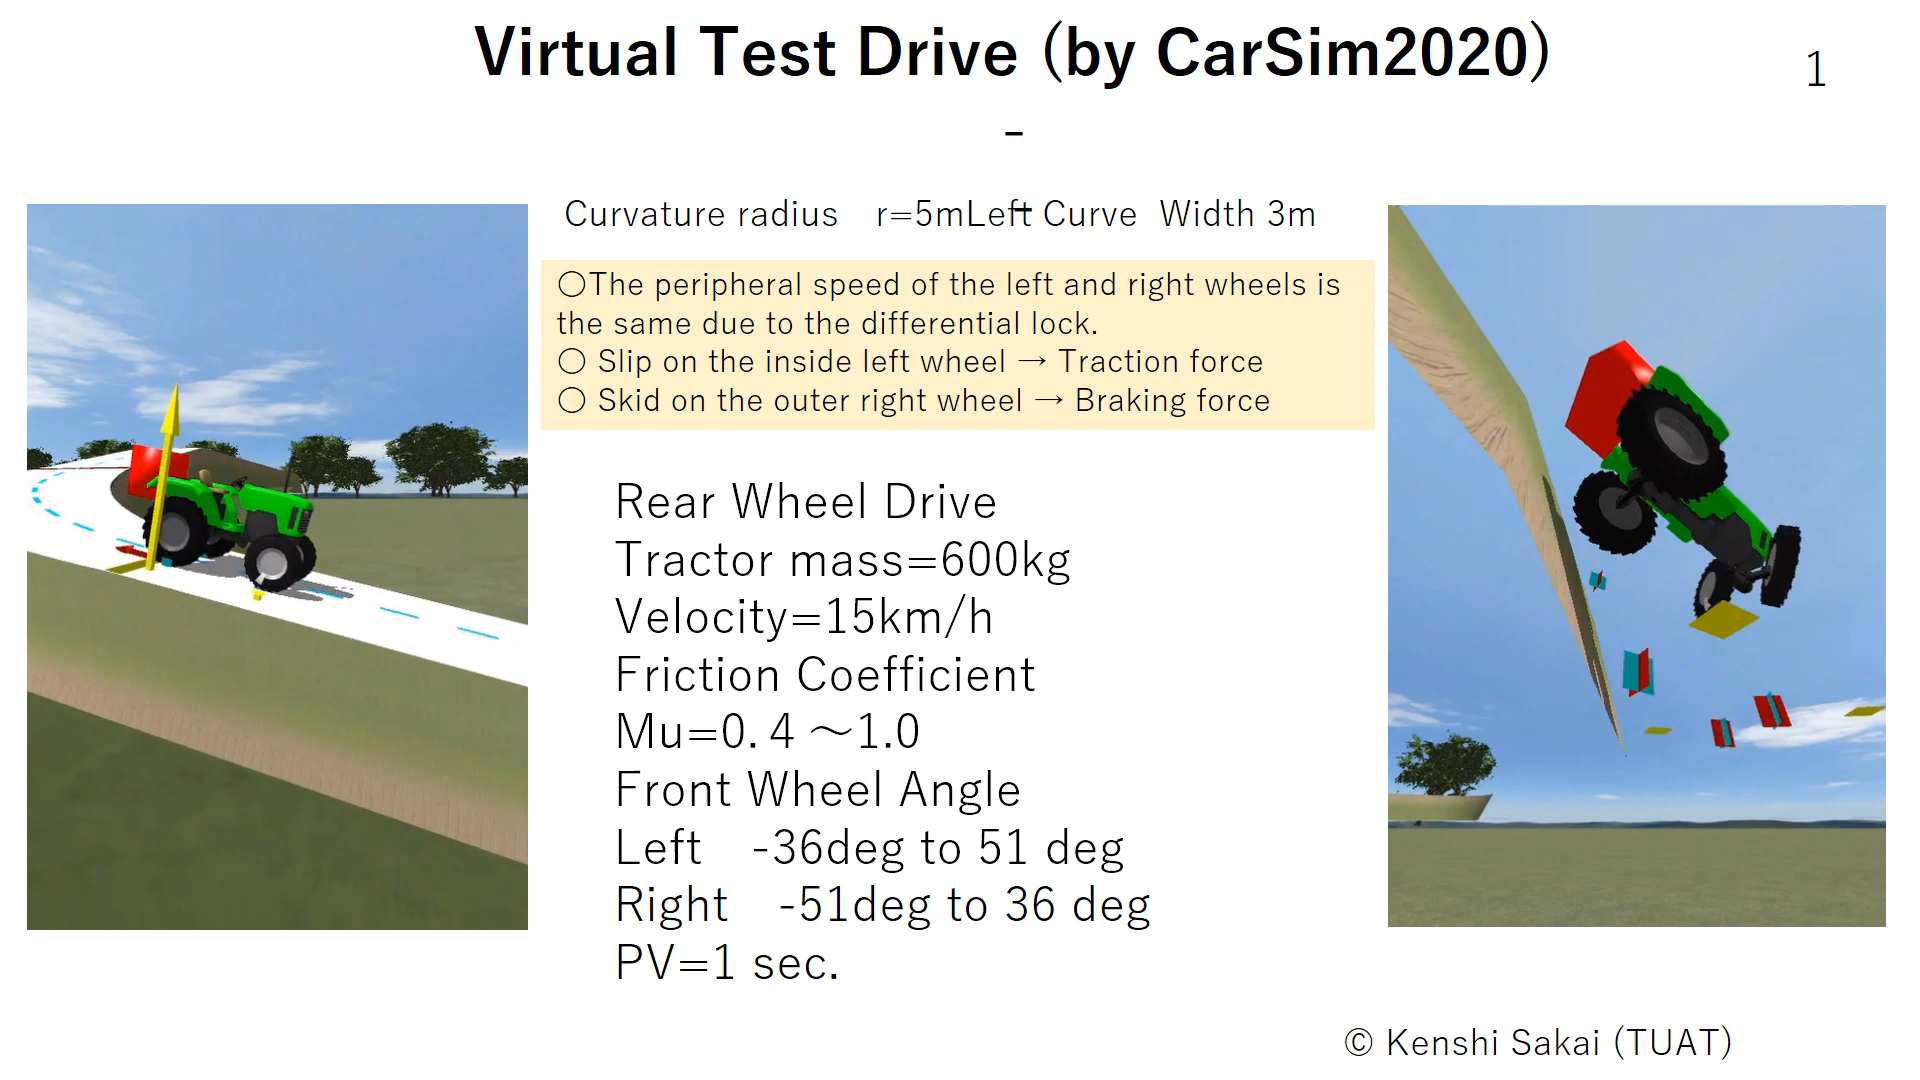 Virtual Test Drive (by CarSim2020)
1
-
Curvature radius　r=5mLeft Curve  Width 3m
○The peripheral speed of the left and right wheels is
the same due to the differential lock.
○ Slip on the inside left wheel → Traction force
○ Skid on the outer right wheel → Braking force
Rear Wheel Drive
Tractor mass=600kg
Velocity=15km/h
Friction Coefficient
Mu=0. 4 ～1.0
Front Wheel Angle
Left　-36deg to 51 deg
Right　-51deg to 36 deg
PV=1 sec.
© Kenshi Sakai (TUAT)